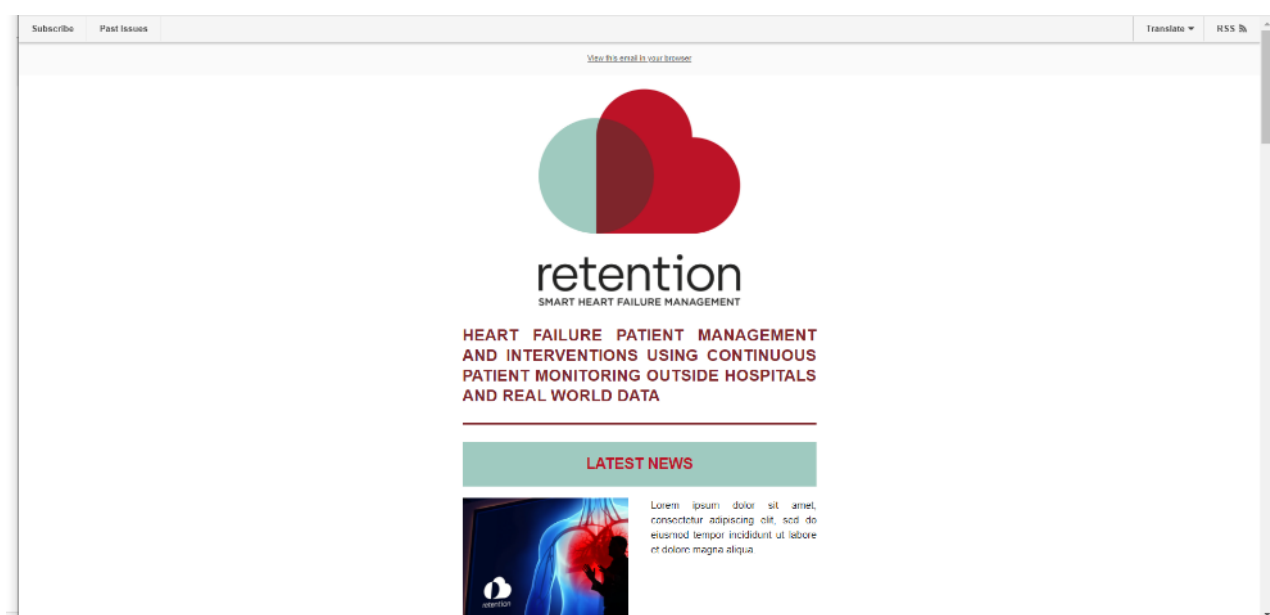 Subscribe
Past Issues
Translate
RSS
View this email in your browser
retention
SMART HEART FAILURE MANAGEMENT
HEART FAILURE PATIENT MANAGEMENT
AND INTERVENTIONS USING CONTINUOUS
PATIENT MONITORING OUTSIDE HOSPITALS
AND REAL WORLD DATA
LATEST NEWS
Lorem ipsum dolor sit amet,
consectetur adipiscing elit, sed do
eiusmod tempor incididunt ut labore
et dolore magna aliqua
retention